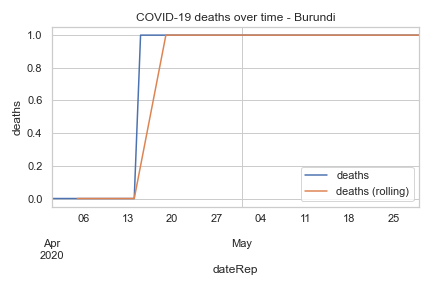 COVID-19 deaths over time - Burundi
1.0
0.8
0.6
0.4
0.2
0.0
deaths
deaths
deaths (rolling)
06 13 20 27 04 11 18 25
Apr May
2020
dateRep